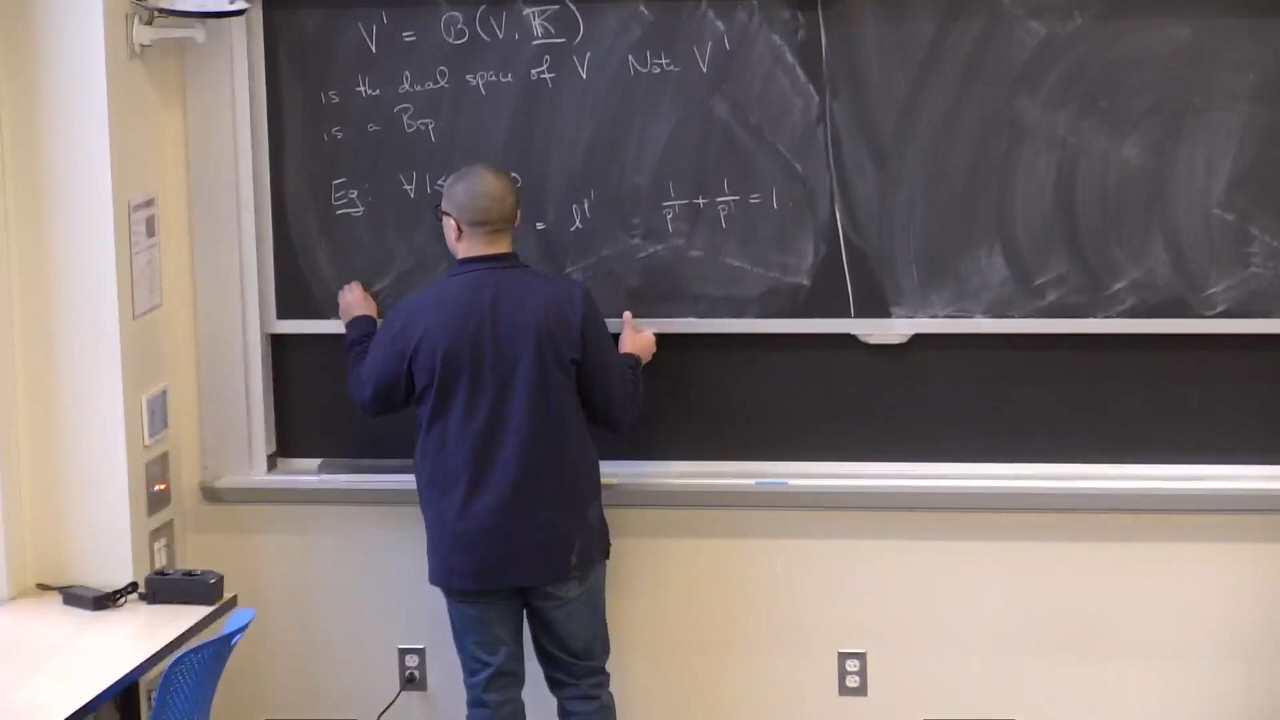 V' = B(V, K)
is the dual space of V Note V'
is a Bsp
Eg: ∀ 1 ≤
= l^{p'} 1/p' + 1/p' = 1.